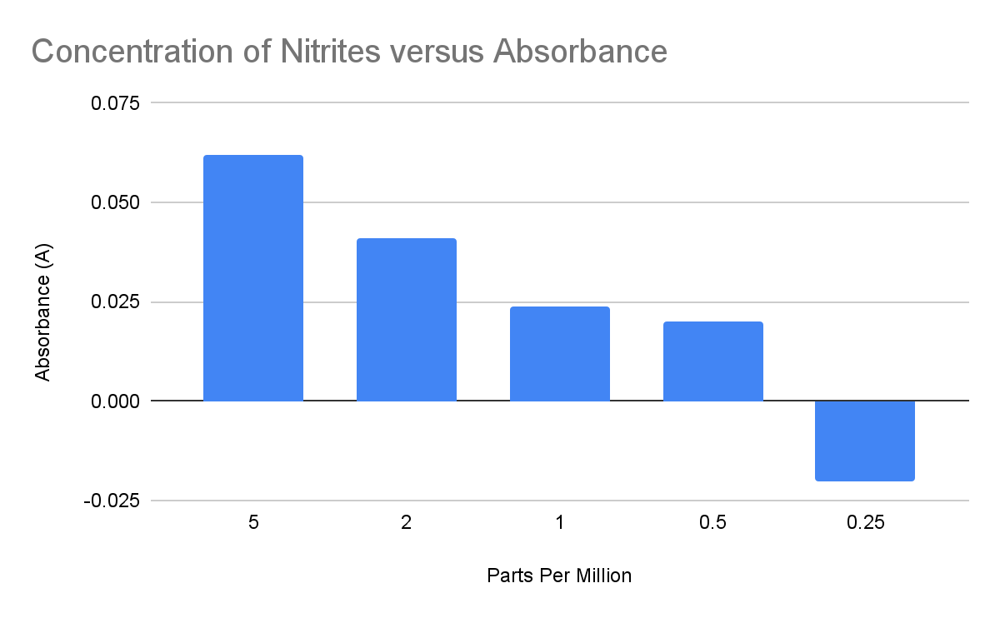 Concentration of Nitrites versus Absorbance
0.075
0.050
0.025
0.000
-0.025
Absorbance (A)
5 2 1 0.5 0.25
Parts Per Million